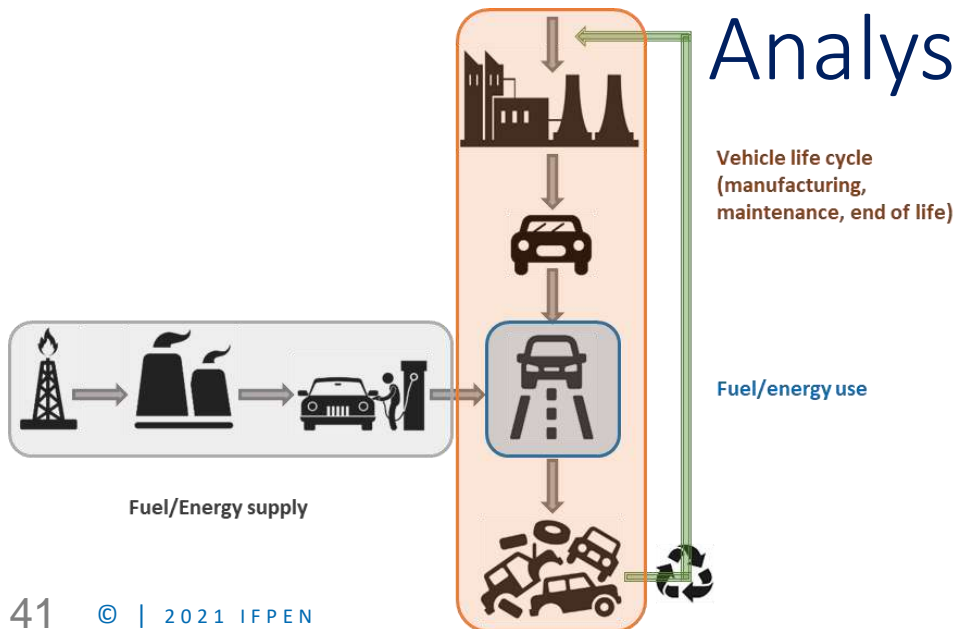 Analys
Vehicle life cycle
(manufacturing,
maintenance, end of life)
Fuel/energy use
Fuel/Energy supply
41 © | 2021 IFPEN